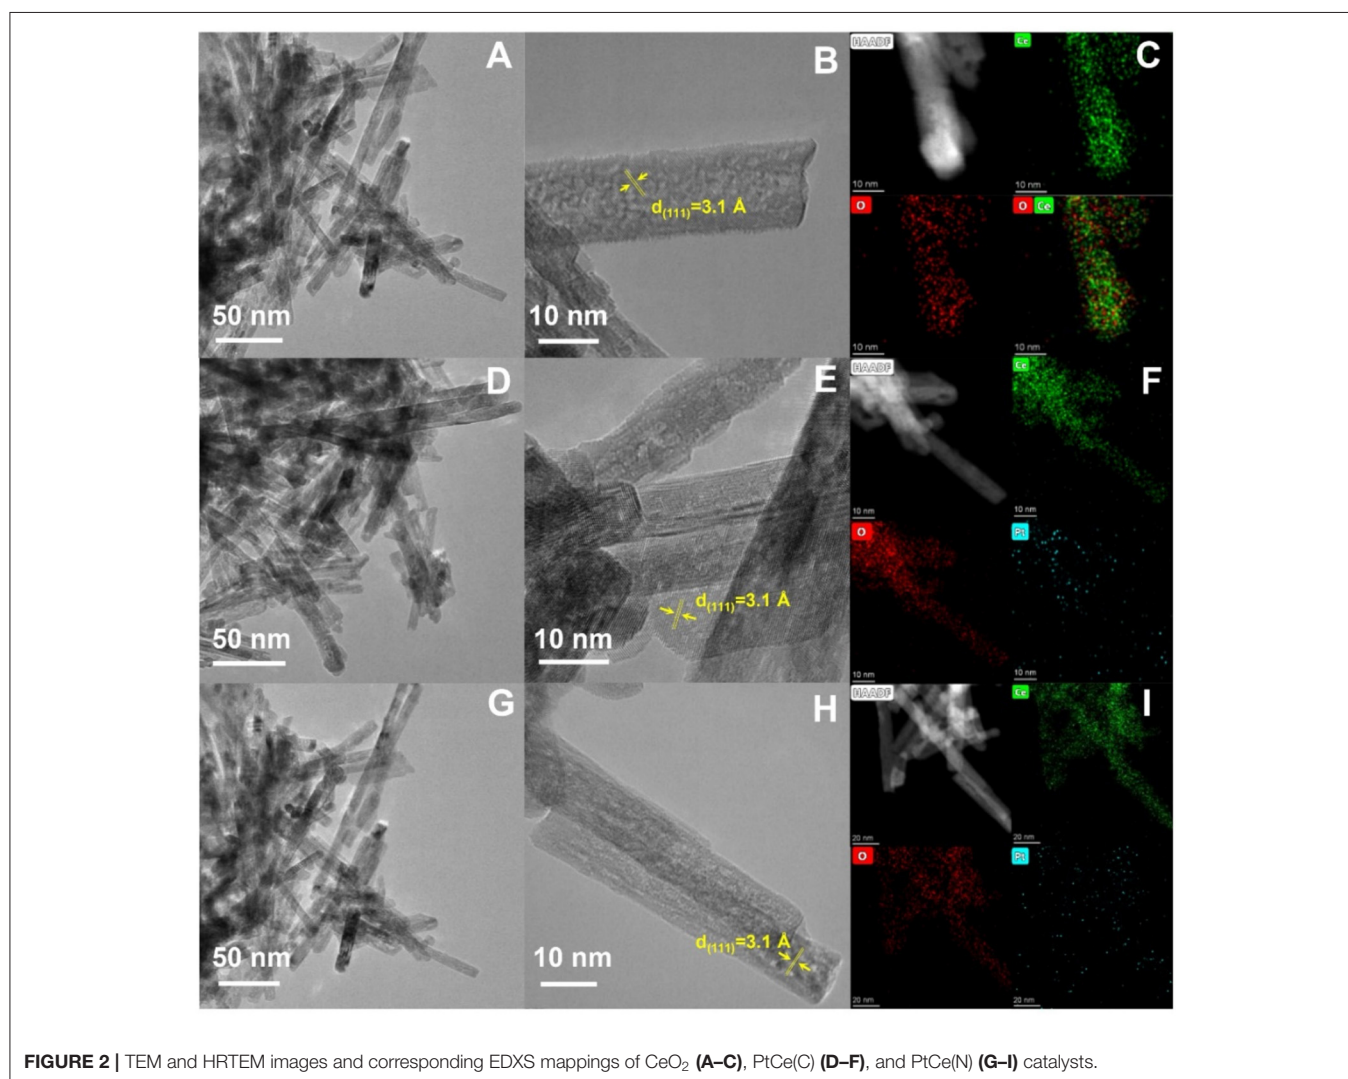 A
50 nm
B
d(111)=3.1 Å
10 nm
HAADF
10 nm
Ce
C
10 nm
O
10 nm
O Ce
10 nm
D
50 nm
E
d(111)=3.1 Å
10 nm
HAADF
10 nm
Ce
F
10 nm
O
10 nm
Pt
10 nm
G
50 nm
H
d(111)=3.1 Å
10 nm
HAADF
20 nm
Ce
I
20 nm
O
20 nm
Pt
20 nm
FIGURE 2 | TEM and HRTEM images and corresponding EDXS mappings of CeO₂ (A–C), PtCe(C) (D–F), and PtCe(N) (G–I) catalysts.